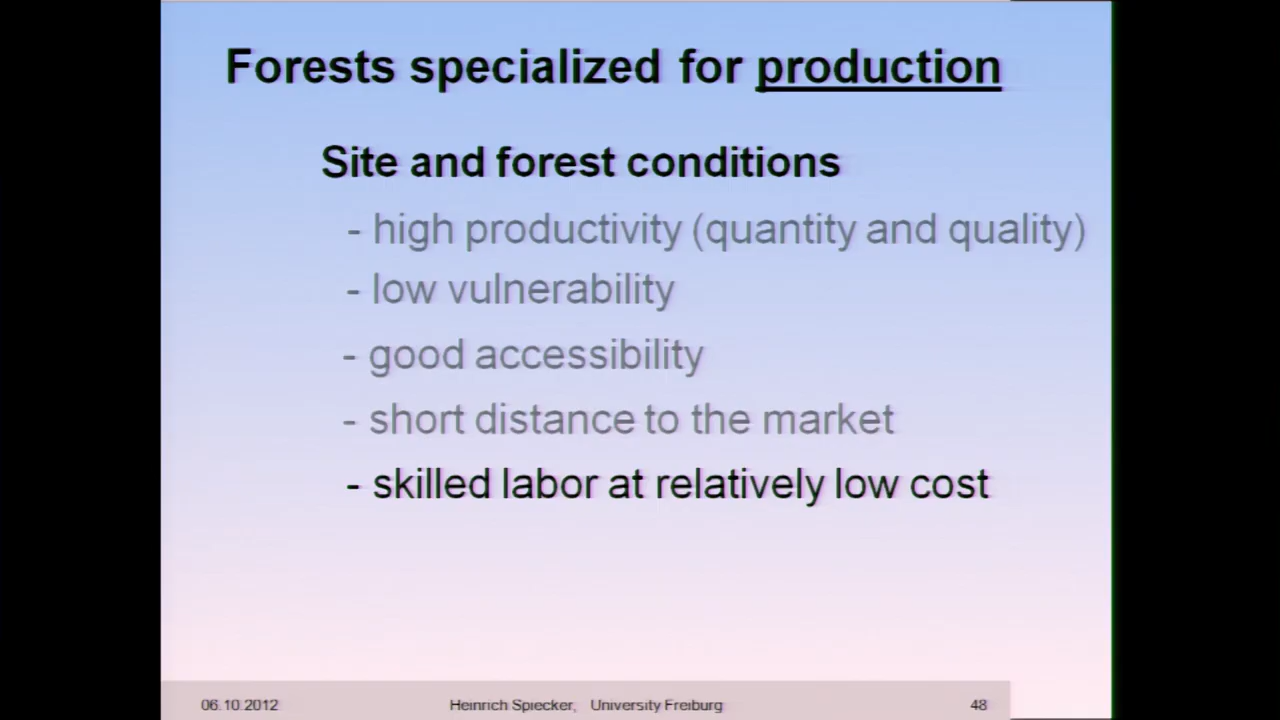 Forests specialized for production
Site and forest conditions
- high productivity (quantity and quality)
- low vulnerability
- good accessibility
- short distance to the market
- skilled labor at relatively low cost
06.10.2012 Heinrich Spiecker, University Freiburg 48